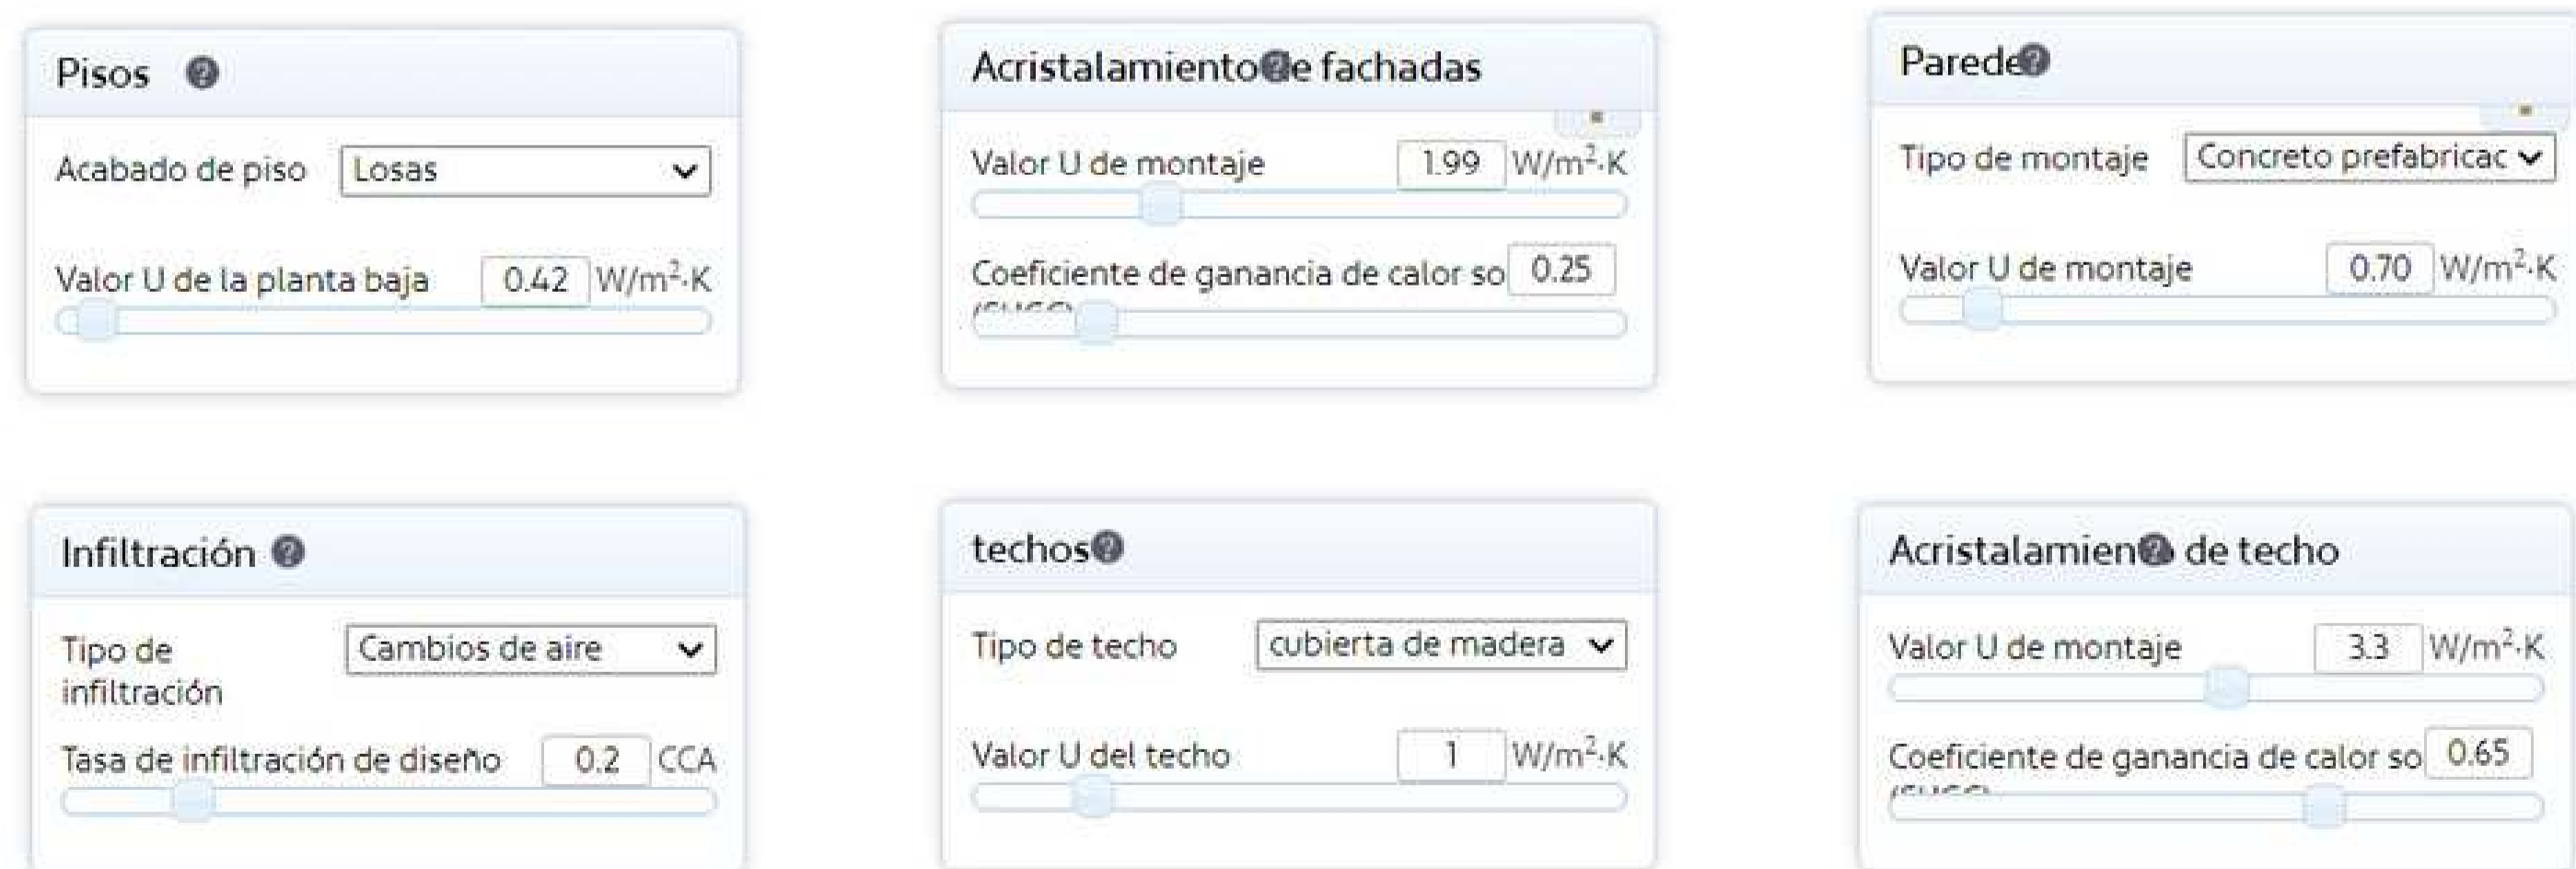 Pisos
Acabado de piso Losas
Valor U de la planta baja 0.42 W/m²·K
Acristalamiento de fachadas
Valor U de montaje 1.99 W/m²·K
Coeficiente de ganancia de calor so 0.25
Parede
Tipo de montaje Concreto prefabricac
Valor U de montaje 0.70 W/m²·K
Infiltración
Tipo de Cambios de aire
infiltración
Tasa de infiltración de diseño 0.2 CCA
techos
Tipo de techo cubierta de madera
Valor U del techo 1 W/m²·K
Acristalamien de techo
Valor U de montaje 3.3 W/m²·K
Coeficiente de ganancia de calor so 0.65